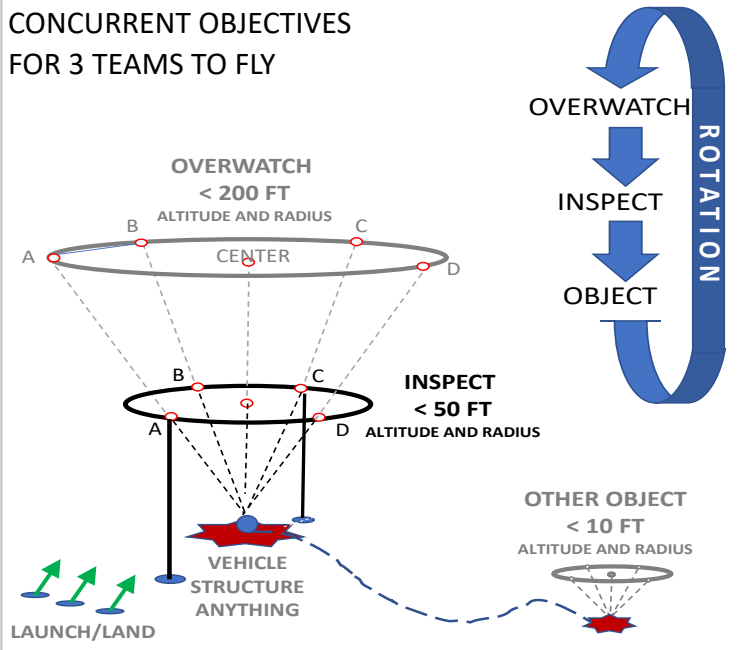 CONCURRENT OBJECTIVES
FOR 3 TEAMS TO FLY
OVERWATCH
INSPECT
OBJECT
ROTATION
OVERWATCH
< 200 FT
ALTITUDE AND RADIUS
A
B
CENTER
C
D
B
C
A
D
INSPECT
< 50 FT
ALTITUDE AND RADIUS
VEHICLE
STRUCTURE
ANYTHING
OTHER OBJECT
< 10 FT
ALTITUDE AND RADIUS
LAUNCH/LAND